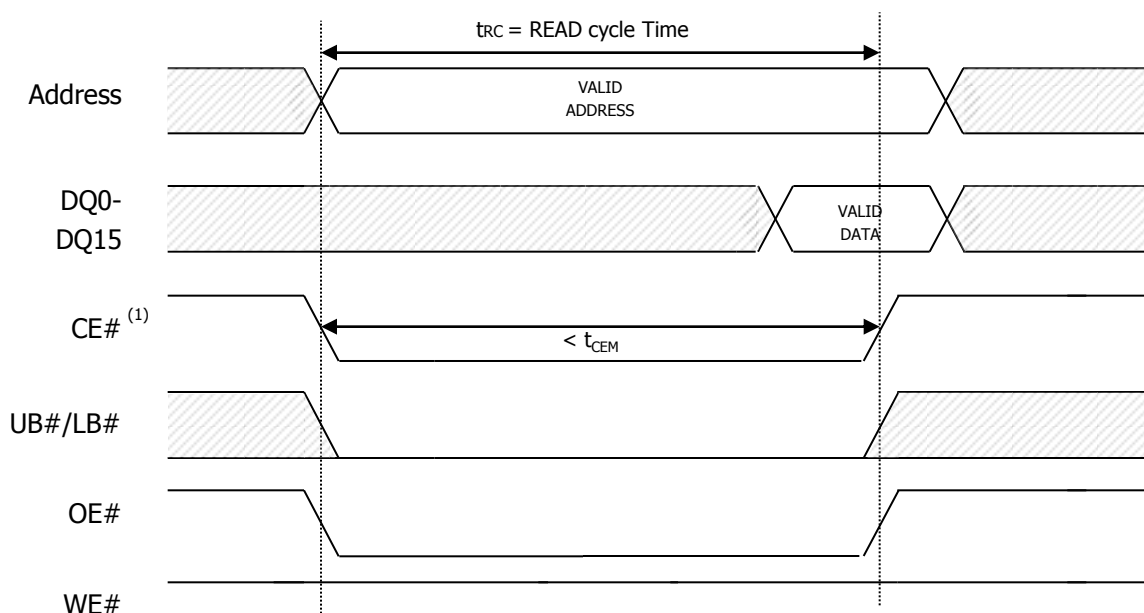 tRC = READ cycle Time
Address
VALID
ADDRESS
DQ0-
DQ15
VALID
DATA
CE# (1)
< tCEM
UB#/LB#
OE#
WE#